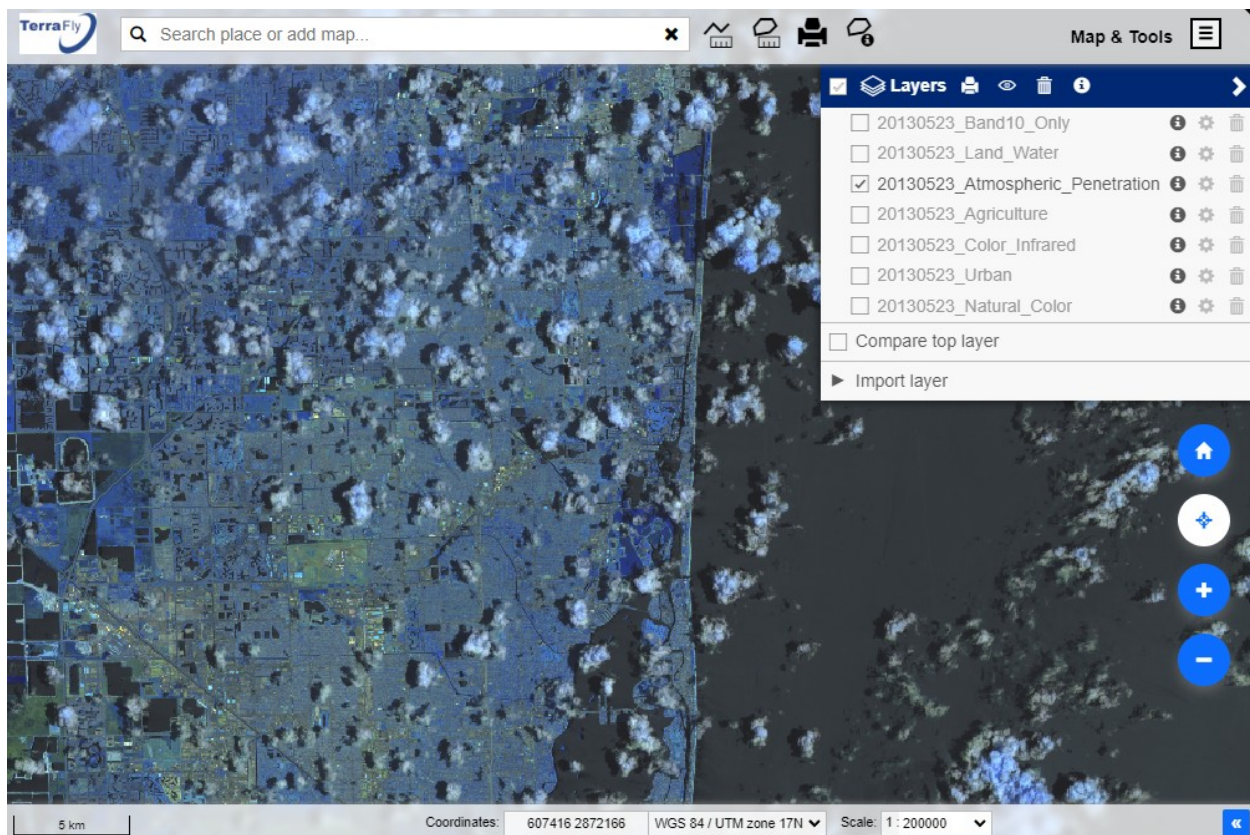 TerraFly
Search place or add map...
Map & Tools
Layers
20130523_Band10_Only
20130523_Land_Water
20130523_Atmospheric_Penetration
20130523_Agriculture
20130523_Color_Infrared
20130523_Urban
20130523_Natural_Color
Compare top layer
Import layer
5 km
Coordinates: 607416 2872166 WGS 84 / UTM zone 17N Scale: 1 : 200000